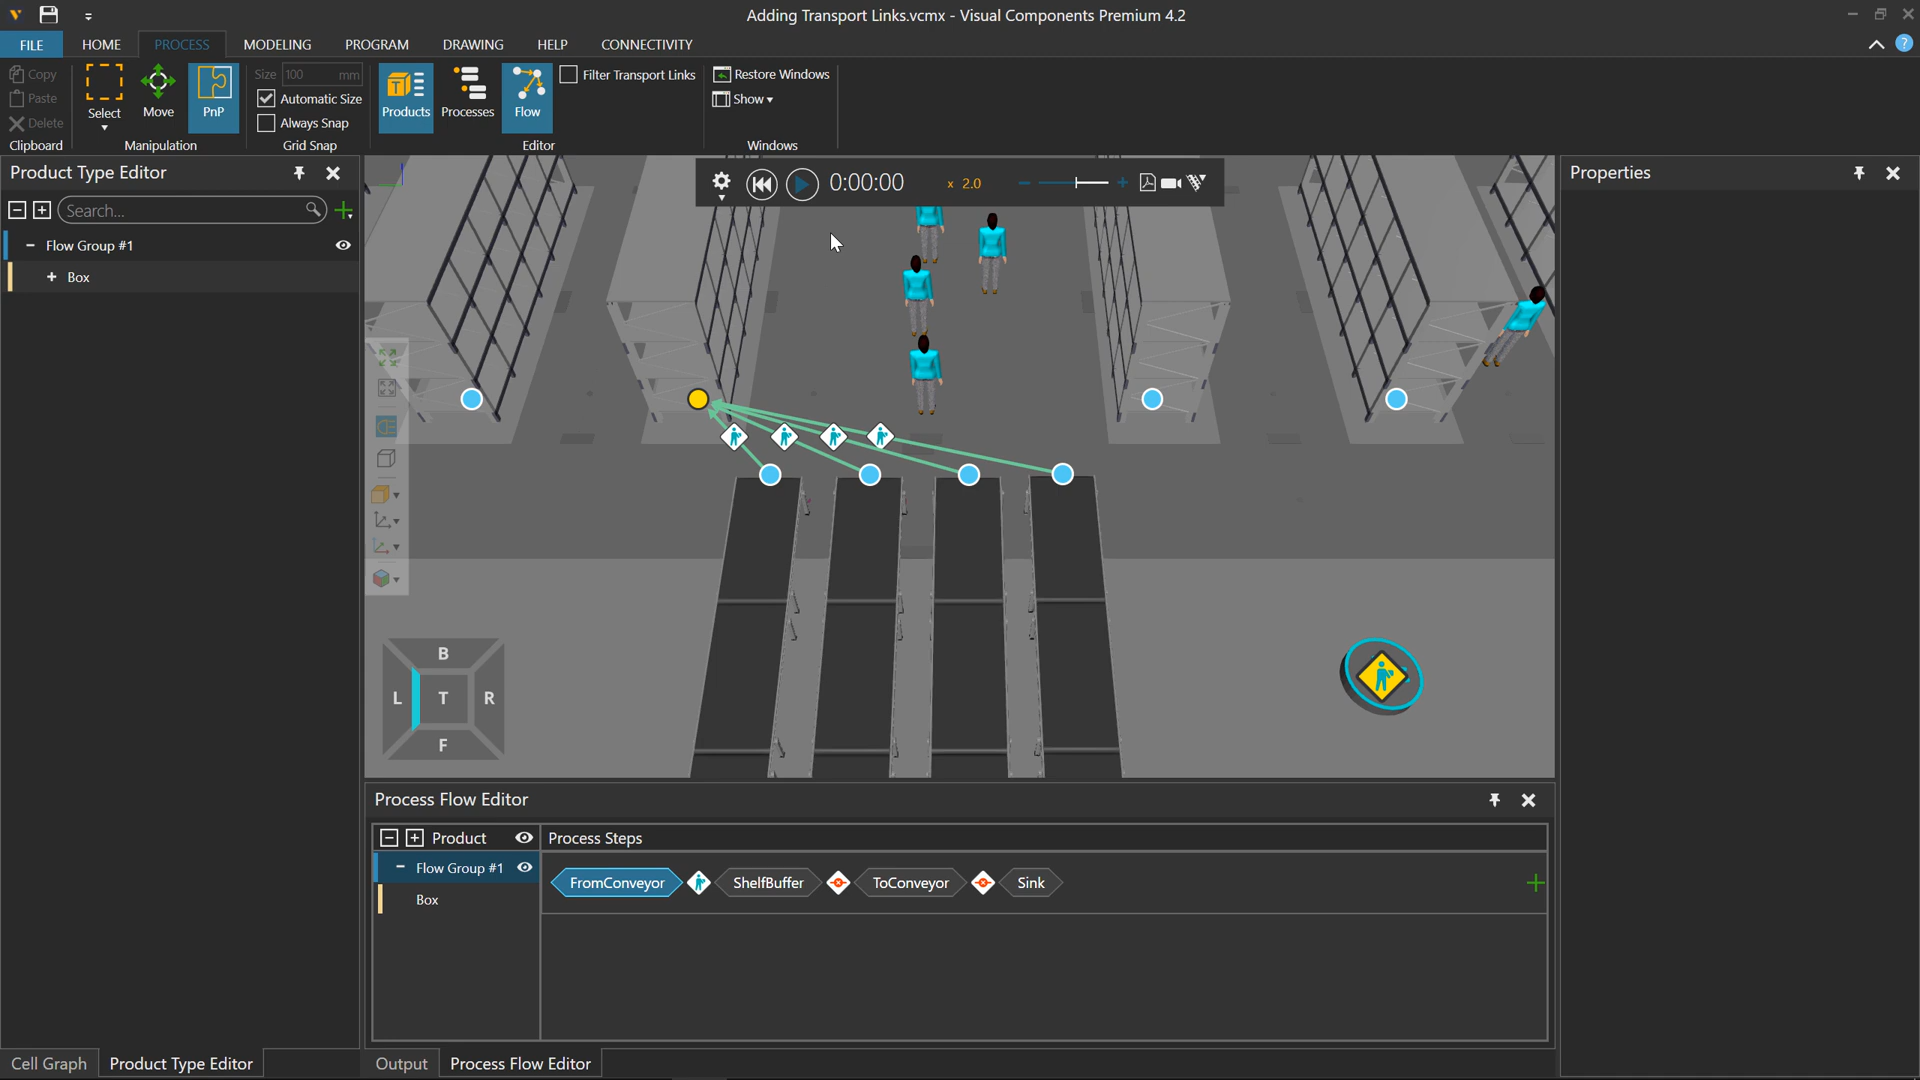 Adding Transport Links.vcmx - Visual Components Premium 4.2
FILE HOME PROCESS MODELING PROGRAM DRAWING HELP CONNECTIVITY
Copy
Paste
Delete
Clipboard
Select
Move
PnP
Manipulation
Size 100 mm
Automatic Size
Always Snap
Grid Snap
Products
Processes
Flow
Filter Transport Links
Editor
Restore Windows
Show
Windows
Product Type Editor
Search...
Flow Group #1
Box
0:00:00
x 2.0
Properties
B
L T R
F
Process Flow Editor
Product
Process Steps
Flow Group #1
FromConveyor
ShelfBuffer
ToConveyor
Sink
Box
Cell Graph
Product Type Editor
Output
Process Flow Editor